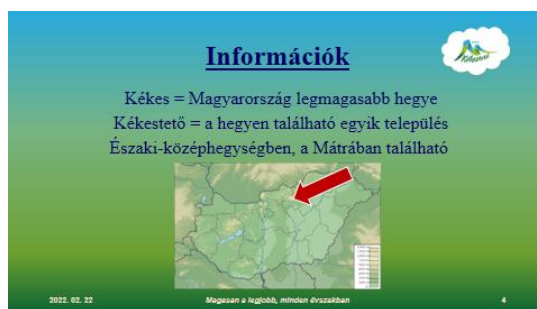 Információk
Kékestető
Kékes = Magyarország legmagasabb hegye
Kékestető = a hegyen található egyik település
Északi-középhegységben, a Mátrában található
2022. 02. 22
Magasan a legjobb, minden évszakban
4